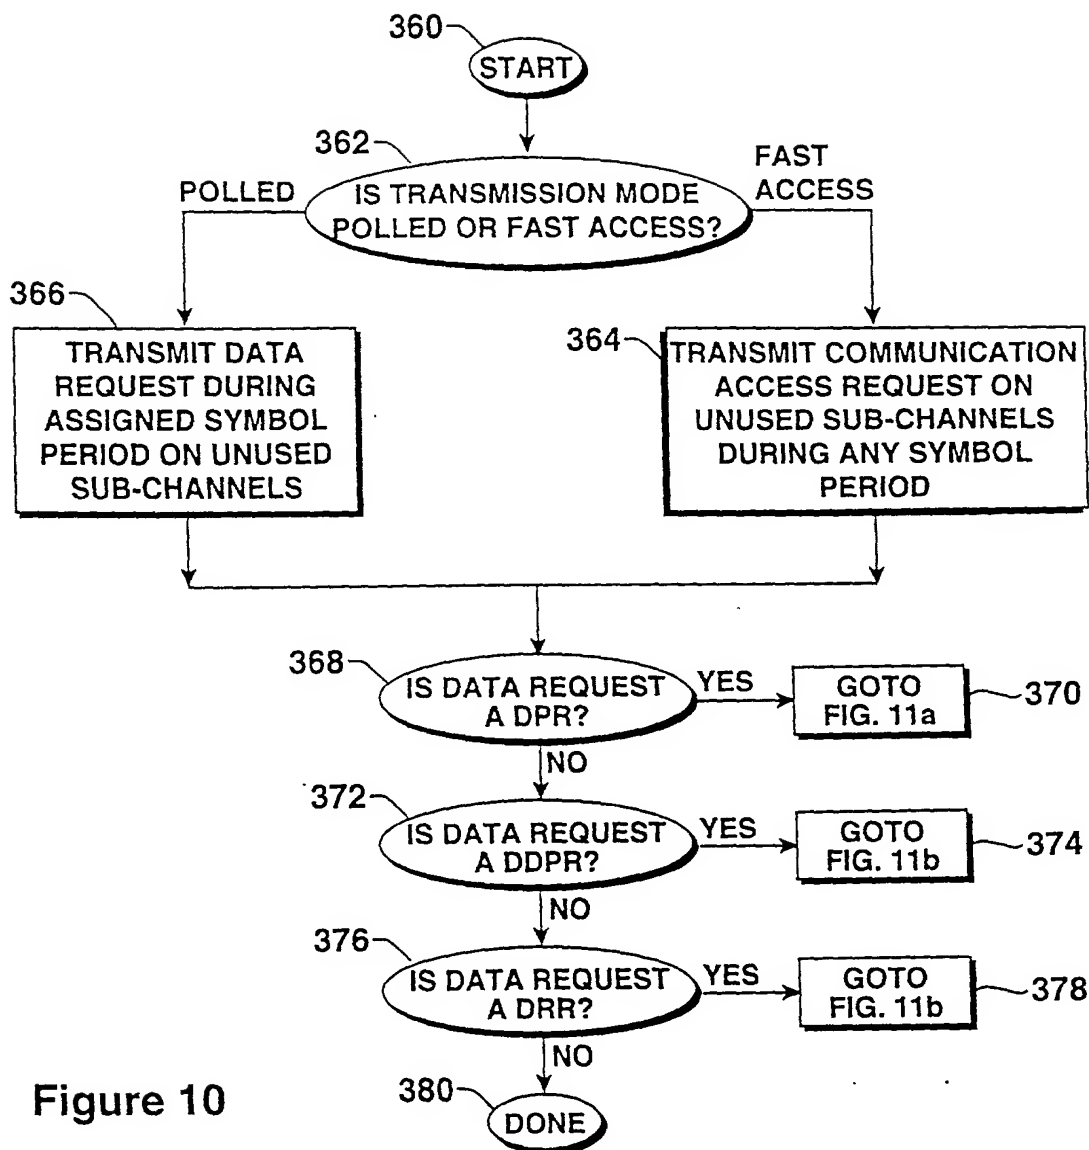 360
START
362
IS TRANSMISSION MODE
POLLED OR FAST ACCESS?
POLLED
FAST
ACCESS
366
TRANSMIT DATA
REQUEST DURING
ASSIGNED SYMBOL
PERIOD ON UNUSED
SUB-CHANNELS
364
TRANSMIT COMMUNICATION
ACCESS REQUEST ON
UNUSED SUB-CHANNELS
DURING ANY SYMBOL
PERIOD
368
IS DATA REQUEST
A DPR?
YES
GOTO
FIG. 11a
370
NO
372
IS DATA REQUEST
A DDPR?
YES
GOTO
FIG. 11b
374
NO
376
IS DATA REQUEST
A DRR?
YES
GOTO
FIG. 11b
378
NO
380
DONE
Figure 10